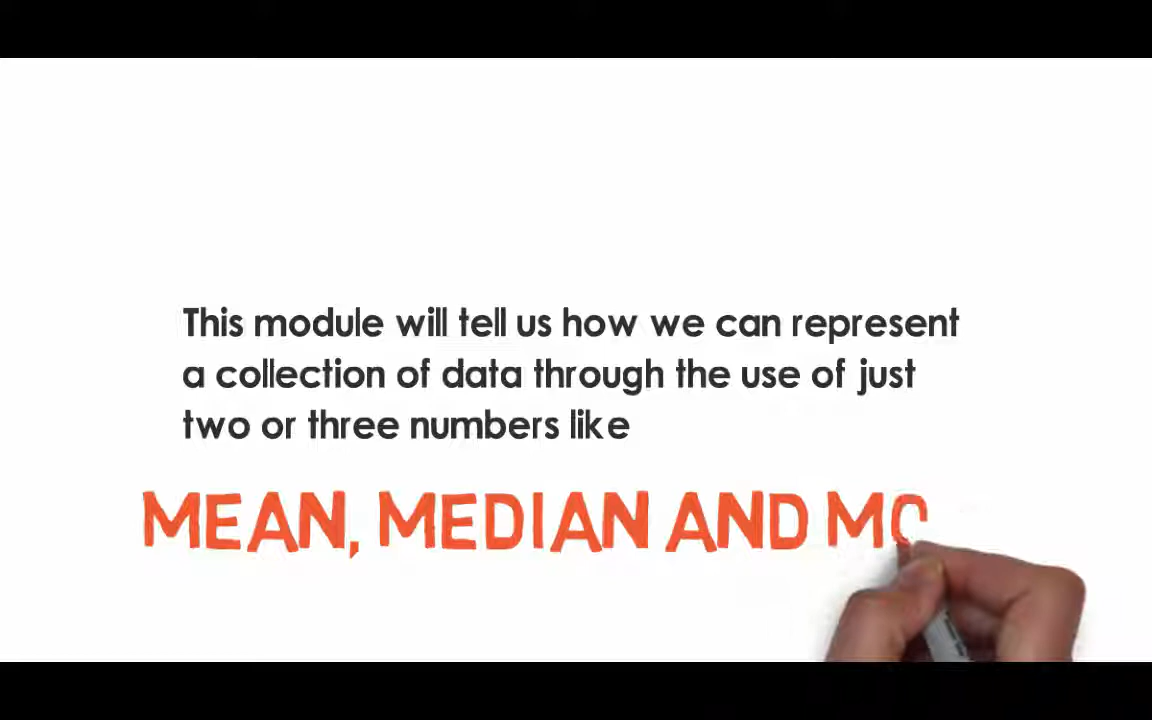 This module will tell us how we can represent
a collection of data through the use of just
two or three numbers like
MEAN, MEDIAN AND MO